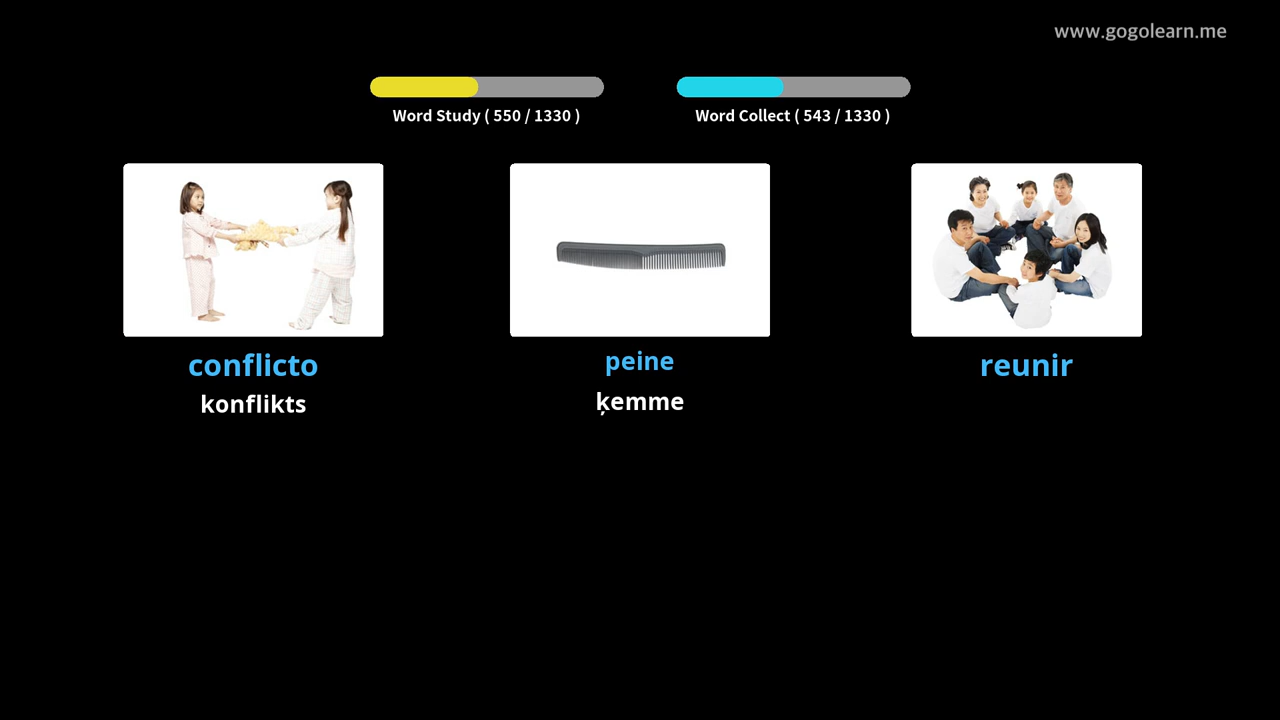 www.gogolearn.me
Word Study ( 550 / 1330 )
Word Collect ( 543 / 1330 )
conflicto
konflikts
peine
ķemme
reunir